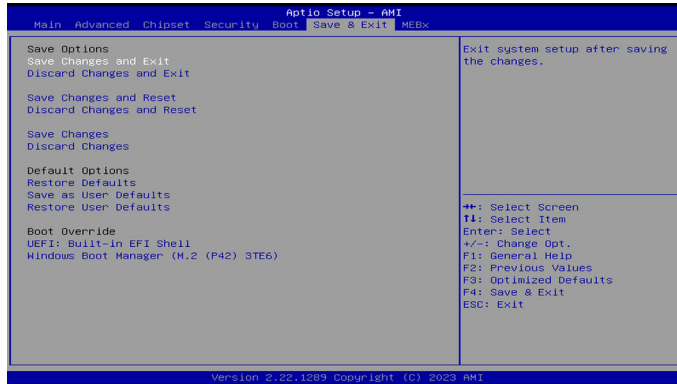 Aptio Setup - AMI
Main Advanced Chipset Security Boot Save & Exit MEBx
Save Options
Save Changes and Exit
Discard Changes and Exit
Save Changes and Reset
Discard Changes and Reset
Save Changes
Discard Changes
Default Options
Restore Defaults
Save as User Defaults
Restore User Defaults
Boot Override
UEFI: Built-in EFI Shell
Windows Boot Manager (M.2 (P42) 3TE6)
Exit system setup after saving
the changes.
→←: Select Screen
↑↓: Select Item
Enter: Select
+/-: Change Opt.
F1: General Help
F2: Previous Values
F3: Optimized Defaults
F4: Save & Exit
ESC: Exit
Version 2.22.1289 Copyright (C) 2023 AMI